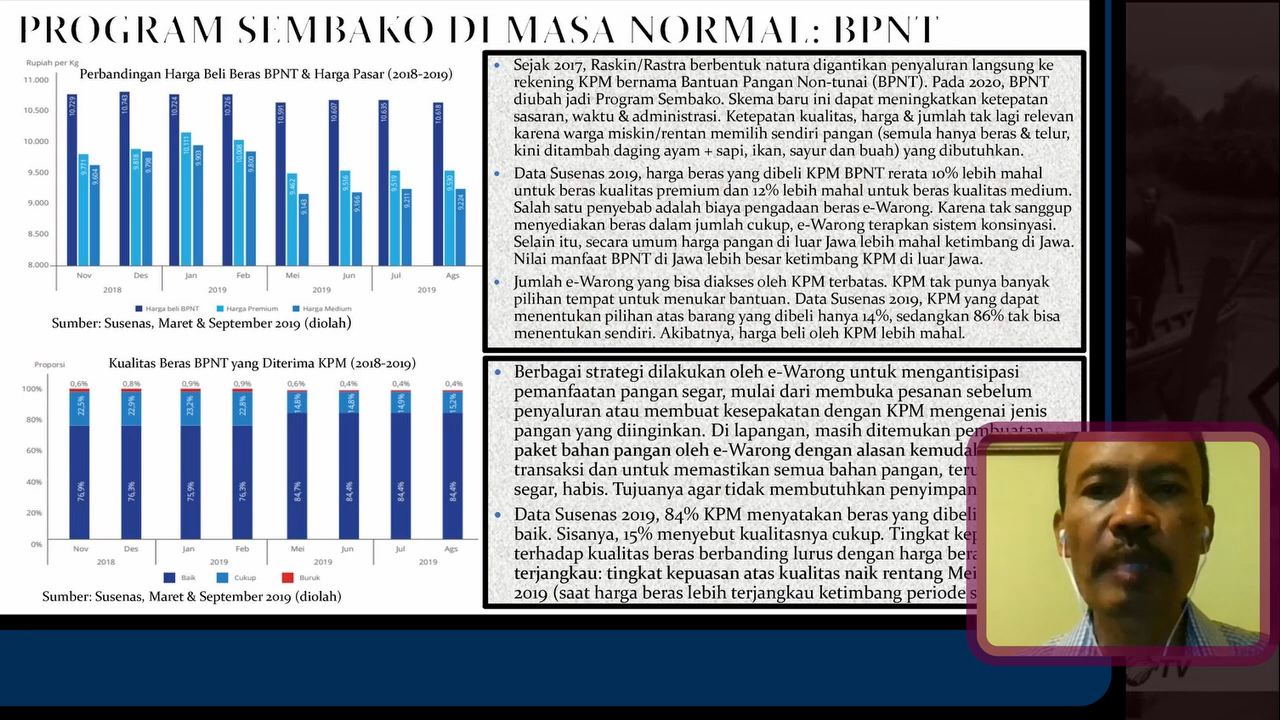 PROGRAM SEMBAKO DI MASA NORMAL: BPNT
Rupiah per Kg
Perbandingan Harga Beli Beras BPNT & Harga Pasar (2018-2019)
11.000
10.500
10.000
9.500
9.000
8.500
8.000
10.729
9.771
9.604
10.743
9.818
9.798
10.724
10.111
9.903
10.726
10.008
9.800
10.591
9.462
9.143
10.607
9.516
9.166
10.635
9.519
9.211
10.618
9.530
9.224
Nov Des Jan Feb Mei Jun Jul Ags
2018 2019 2019 2019
Harga beli BPNT Harga Premium Harga Medium
Sumber: Susenas, Maret & September 2019 (diolah)
Proporsi
Kualitas Beras BPNT yang Diterima KPM (2018-2019)
100%
80%
60%
40%
20%
0%
0,6% 0,8% 0,9% 0,9% 0,6% 0,4% 0,4% 0,4%
22,5% 22,9% 23,2% 22,8% 14,8% 14,8% 14,9% 15,2%
76,9% 76,3% 75,9% 76,3% 84,7% 84,4% 84,4% 84,4%
Nov Des Jan Feb Mei Jun Jul Ags
2018 2019 2019 2019
Baik Cukup Buruk
Sumber: Susenas, Maret & September 2019 (diolah)
• Sejak 2017, Raskin/Rastra berbentuk natura digantikan penyaluran langsung ke
rekening KPM bernama Bantuan Pangan Non-tunai (BPNT). Pada 2020, BPNT
diubah jadi Program Sembako. Skema baru ini dapat meningkatkan ketepatan
sasaran, waktu & administrasi. Ketepatan kualitas, harga & jumlah tak lagi relevan
karena warga miskin/rentan memilih sendiri pangan (semula hanya beras & telur,
kini ditambah daging ayam + sapi, ikan, sayur dan buah) yang dibutuhkan.
• Data Susenas 2019, harga beras yang dibeli KPM BPNT rerata 10% lebih mahal
untuk beras kualitas premium dan 12% lebih mahal untuk beras kualitas medium.
Salah satu penyebab adalah biaya pengadaan beras e-Warong. Karena tak sanggup
menyediakan beras dalam jumlah cukup, e-Warong terapkan sistem konsinyasi.
Selain itu, secara umum harga pangan di luar Jawa lebih mahal ketimbang di Jawa.
Nilai manfaat BPNT di Jawa lebih besar ketimbang KPM di luar Jawa.
• Jumlah e-Warong yang bisa diakses oleh KPM terbatas. KPM tak punya banyak
pilihan tempat untuk menukar bantuan. Data Susenas 2019, KPM yang dapat
menentukan pilihan atas barang yang dibeli hanya 14%, sedangkan 86% tak bisa
menentukan sendiri. Akibatnya, harga beli oleh KPM lebih mahal.
• Berbagai strategi dilakukan oleh e-Warong untuk mengantisipasi
pemanfaatan pangan segar, mulai dari membuka pesanan sebelum
penyaluran atau membuat kesepakatan dengan KPM mengenai jenis
pangan yang diinginkan. Di lapangan, masih ditemukan pembuatan
paket bahan pangan oleh e-Warong dengan alasan
transaksi dan untuk memastikan semua bahan pangan,
segar, habis. Tujuanya agar tidak membutuhkan
• Data Susenas 2019, 84% KPM menyatakan beras yang
baik. Sisanya, 15% menyebut kualitasnya cukup. Tingkat
terhadap kualitas beras berbanding lurus dengan harga
terjangkau: tingkat kepuasan atas kualitas naik rentang Mei
2019 (saat harga beras lebih terjangkau ketimbang periode
TV